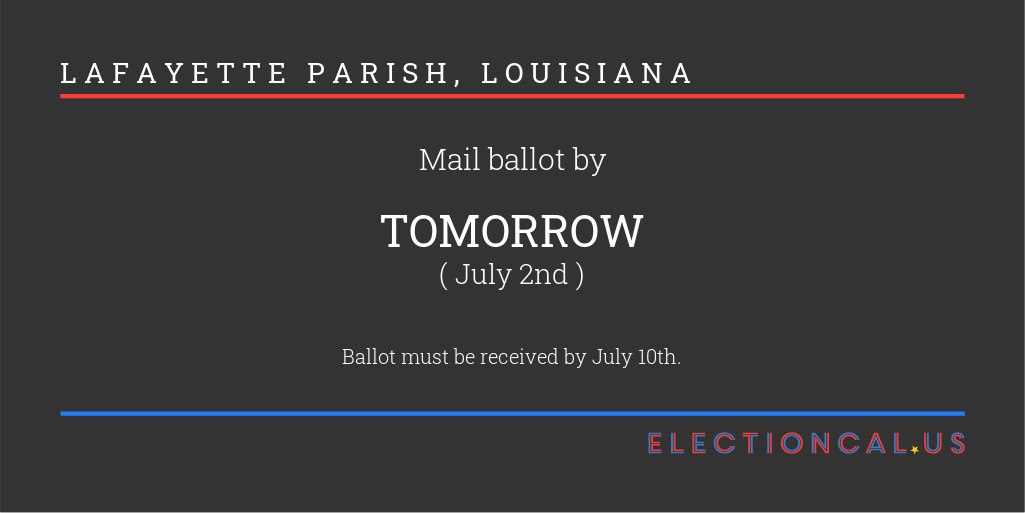 LAFAYETTE PARISH, LOUISIANA
Mail ballot by
TOMORROW
( July 2nd )
Ballot must be received by July 10th.
ELECTIONCAL.US